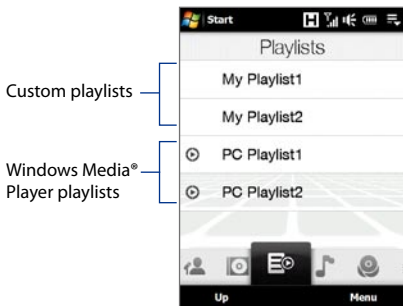 Start
Playlists
My Playlist1
Custom playlists
My Playlist2
PC Playlist1
Windows Media®
Player playlists
PC Playlist2
Up Menu